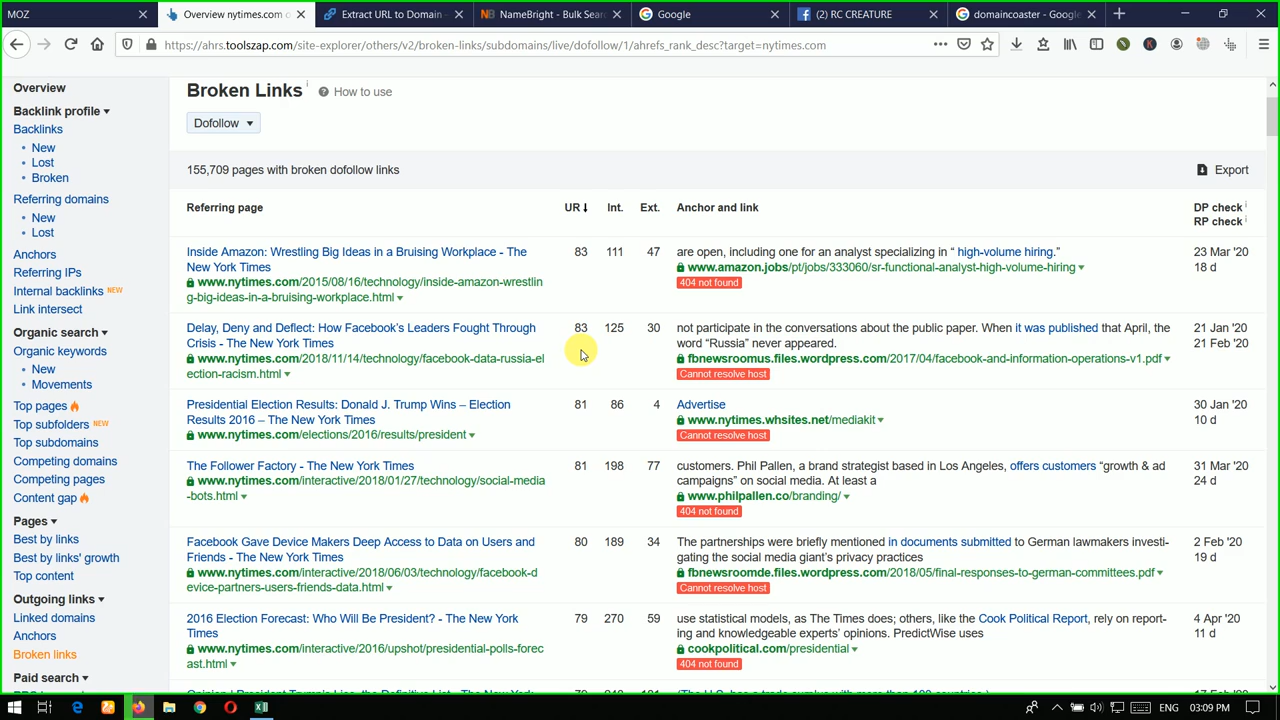 MOZ
Overview nytimes.com
Extract URL to Domain -
NameBright - Bulk Sear
Google
(2) RC CREATURE
domaincoaster - Google
https://ahrs.toolszap.com/site-explorer/others/v2/broken-links/subdomains/live/dofollow/1/ahrefs_rank_desc?target=nytimes.com
Overview
Backlink profile
Backlinks
New
Lost
Broken
Referring domains
New
Lost
Anchors
Referring IPs
Internal backlinks NEW
Link intersect
Organic search
Organic keywords
New
Movements
Top pages
Top subfolders NEW
Top subdomains
Competing domains
Competing pages
Content gap
Pages
Best by links
Best by links' growth
Top content
Outgoing links
Linked domains
Anchors
Broken links
Paid search
Broken Links i How to use
Dofollow
155,709 pages with broken dofollow links
Export
Referring page UR Int. Ext. Anchor and link DP check i
RP check i
Inside Amazon: Wrestling Big Ideas in a Bruising Workplace - The
New York Times
www.nytimes.com/2015/08/16/technology/inside-amazon-wrestlin
g-big-ideas-in-a-bruising-workplace.html
83 111 47
are open, including one for an analyst specializing in “ high-volume hiring.”
www.amazon.jobs/pt/jobs/333060/sr-functional-analyst-high-volume-hiring
404 not found
23 Mar '20
18 d
Delay, Deny and Deflect: How Facebook’s Leaders Fought Through
Crisis - The New York Times
www.nytimes.com/2018/11/14/technology/facebook-data-russia-el
ection-racism.html
83 125 30
not participate in the conversations about the public paper. When it was published that April, the
word “Russia” never appeared.
fbnewsroomus.files.wordpress.com/2017/04/facebook-and-information-operations-v1.pdf
Cannot resolve host
21 Jan '20
21 Feb '20
Presidential Election Results: Donald J. Trump Wins – Election
Results 2016 – The New York Times
www.nytimes.com/elections/2016/results/president
81 86 4
Advertise
www.nytimes.whsites.net/mediakit
Cannot resolve host
30 Jan '20
10 d
The Follower Factory - The New York Times
www.nytimes.com/interactive/2018/01/27/technology/social-media
-bots.html
81 198 77
customers. Phil Pallen, a brand strategist based in Los Angeles, offers customers “growth & ad
campaigns” on social media. At least a
www.philpallen.co/branding/
404 not found
31 Mar '20
24 d
Facebook Gave Device Makers Deep Access to Data on Users and
Friends - The New York Times
www.nytimes.com/interactive/2018/06/03/technology/facebook-d
evice-partners-users-friends-data.html
80 189 34
The partnerships were briefly mentioned in documents submitted to German lawmakers investi-
gating the social media giant’s privacy practices
fbnewsroomde.files.wordpress.com/2018/05/final-responses-to-german-committees.pdf
Cannot resolve host
2 Feb '20
19 d
2016 Election Forecast: Who Will Be President? - The New York
Times
www.nytimes.com/interactive/2016/upshot/presidential-polls-forec
ast.html
79 270 59
use statistical models, as The Times does; others, like the Cook Political Report, rely on report-
ing and knowledgeable experts’ opinions. PredictWise uses
cookpolitical.com/presidential
404 not found
4 Apr '20
11 d
ENG 03:09 PM